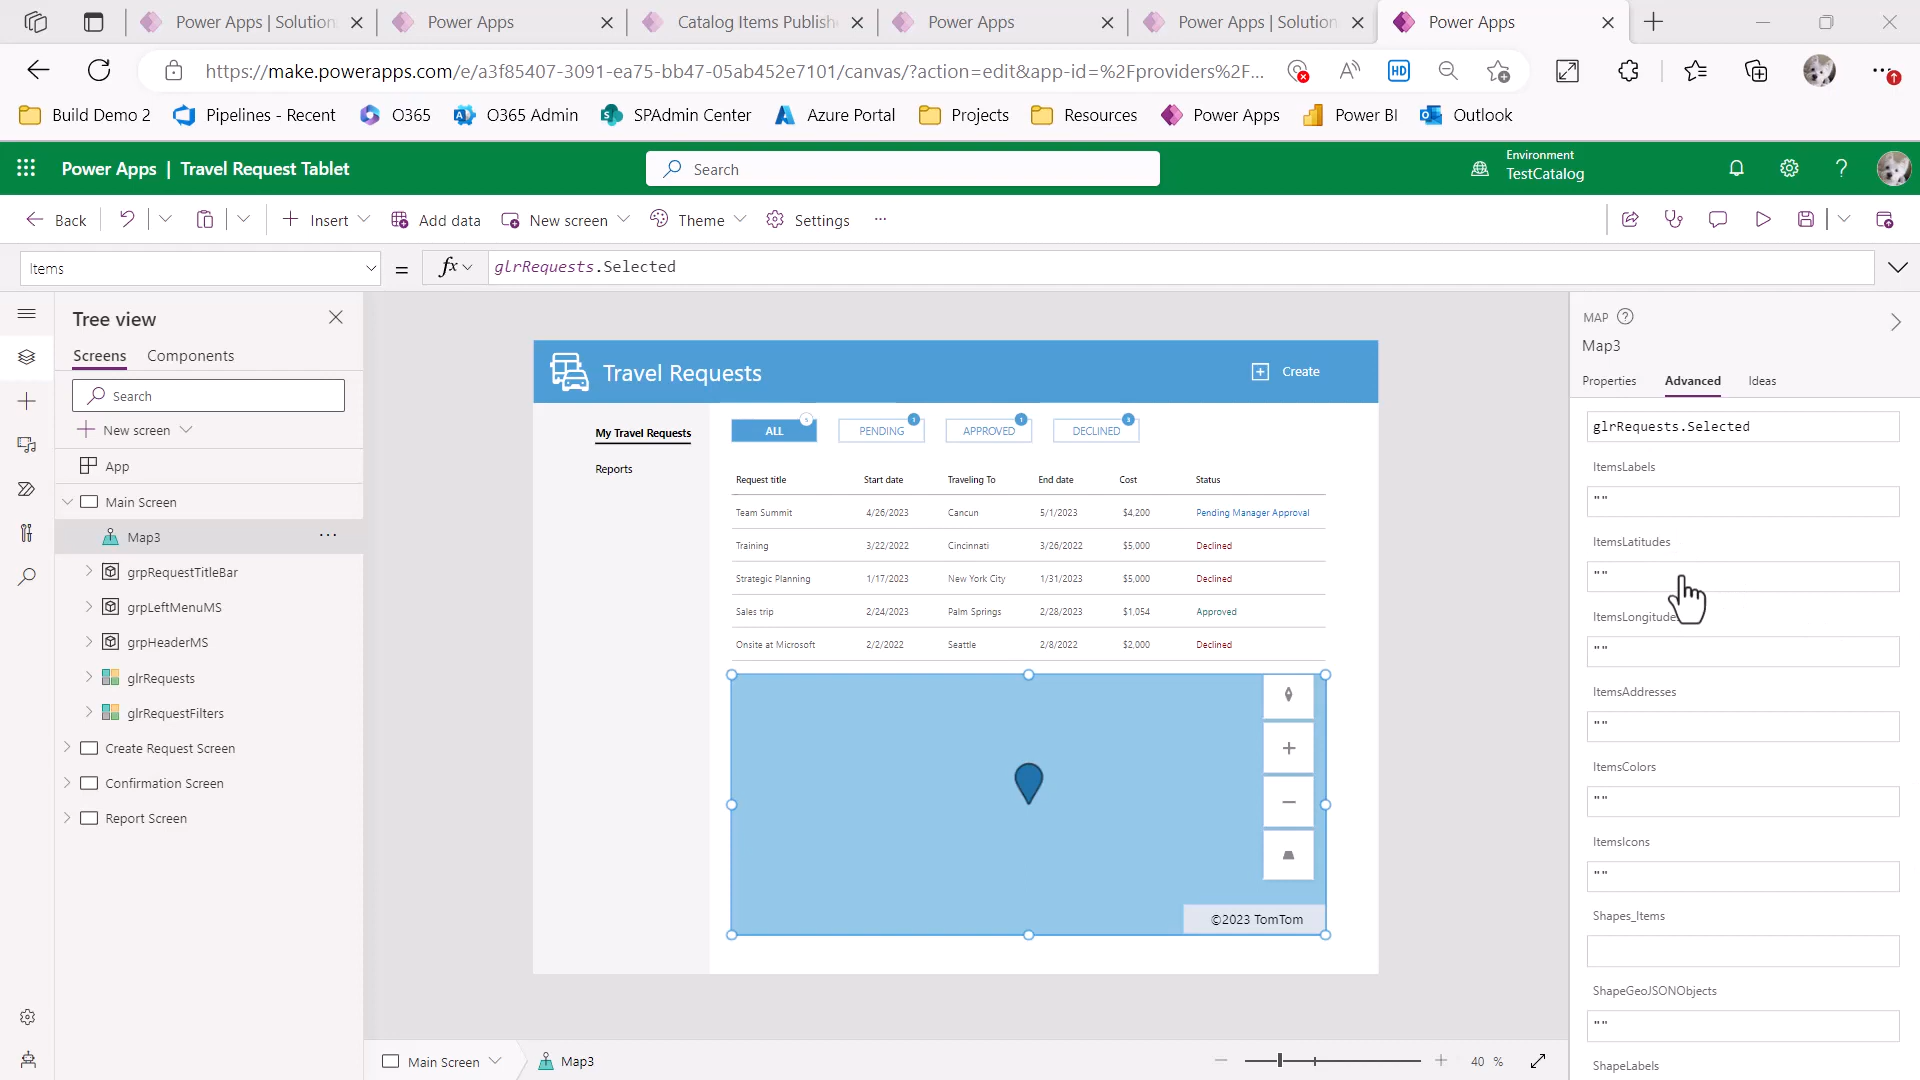 Power Apps | Solution
Power Apps
Catalog Items Publish
Power Apps
Power Apps | Solution
Power Apps
https://make.powerapps.com/e/a3f85407-3091-ea75-bb47-05ab452e7101/canvas/?action=edit&app-id=%2Fproviders%2F...
HD
Build Demo 2
Pipelines - Recent
O365
O365 Admin
SPAdmin Center
Azure Portal
Projects
Resources
Power Apps
Power BI
Outlook
Power Apps | Travel Request Tablet
Search
Environment
TestCatalog
Back
Insert
Add data
New screen
Theme
Settings
Items
=
fx
glrRequests.Selected
Tree view
Screens
Components
Search
New screen
App
Main Screen
Map3
grpRequestTitleBar
grpLeftMenuMS
grpHeaderMS
glrRequests
glrRequestFilters
Create Request Screen
Confirmation Screen
Report Screen
Travel Requests
Create
My Travel Requests
Reports
ALL
PENDING 1
APPROVED 1
DECLINED 3
Request title Start date Traveling To End date Cost Status
Team Summit 4/26/2023 Cancun 5/1/2023 $4,200 Pending Manager Approval
Training 3/22/2022 Cincinnati 3/26/2022 $5,000 Declined
Strategic Planning 1/17/2023 New York City 1/31/2023 $5,000 Declined
Sales trip 2/24/2023 Palm Springs 2/28/2023 $1,054 Approved
Onsite at Microsoft 2/2/2022 Seattle 2/8/2022 $2,000 Declined
©2023 TomTom
Main Screen
Map3
40 %
MAP
Map3
Properties
Advanced
Ideas
glrRequests.Selected
ItemsLabels
""
ItemsLatitudes
""
ItemsLongitudes
""
ItemsAddresses
""
ItemsColors
""
ItemsIcons
""
Shapes_Items
ShapeGeoJSONObjects
""
ShapeLabels